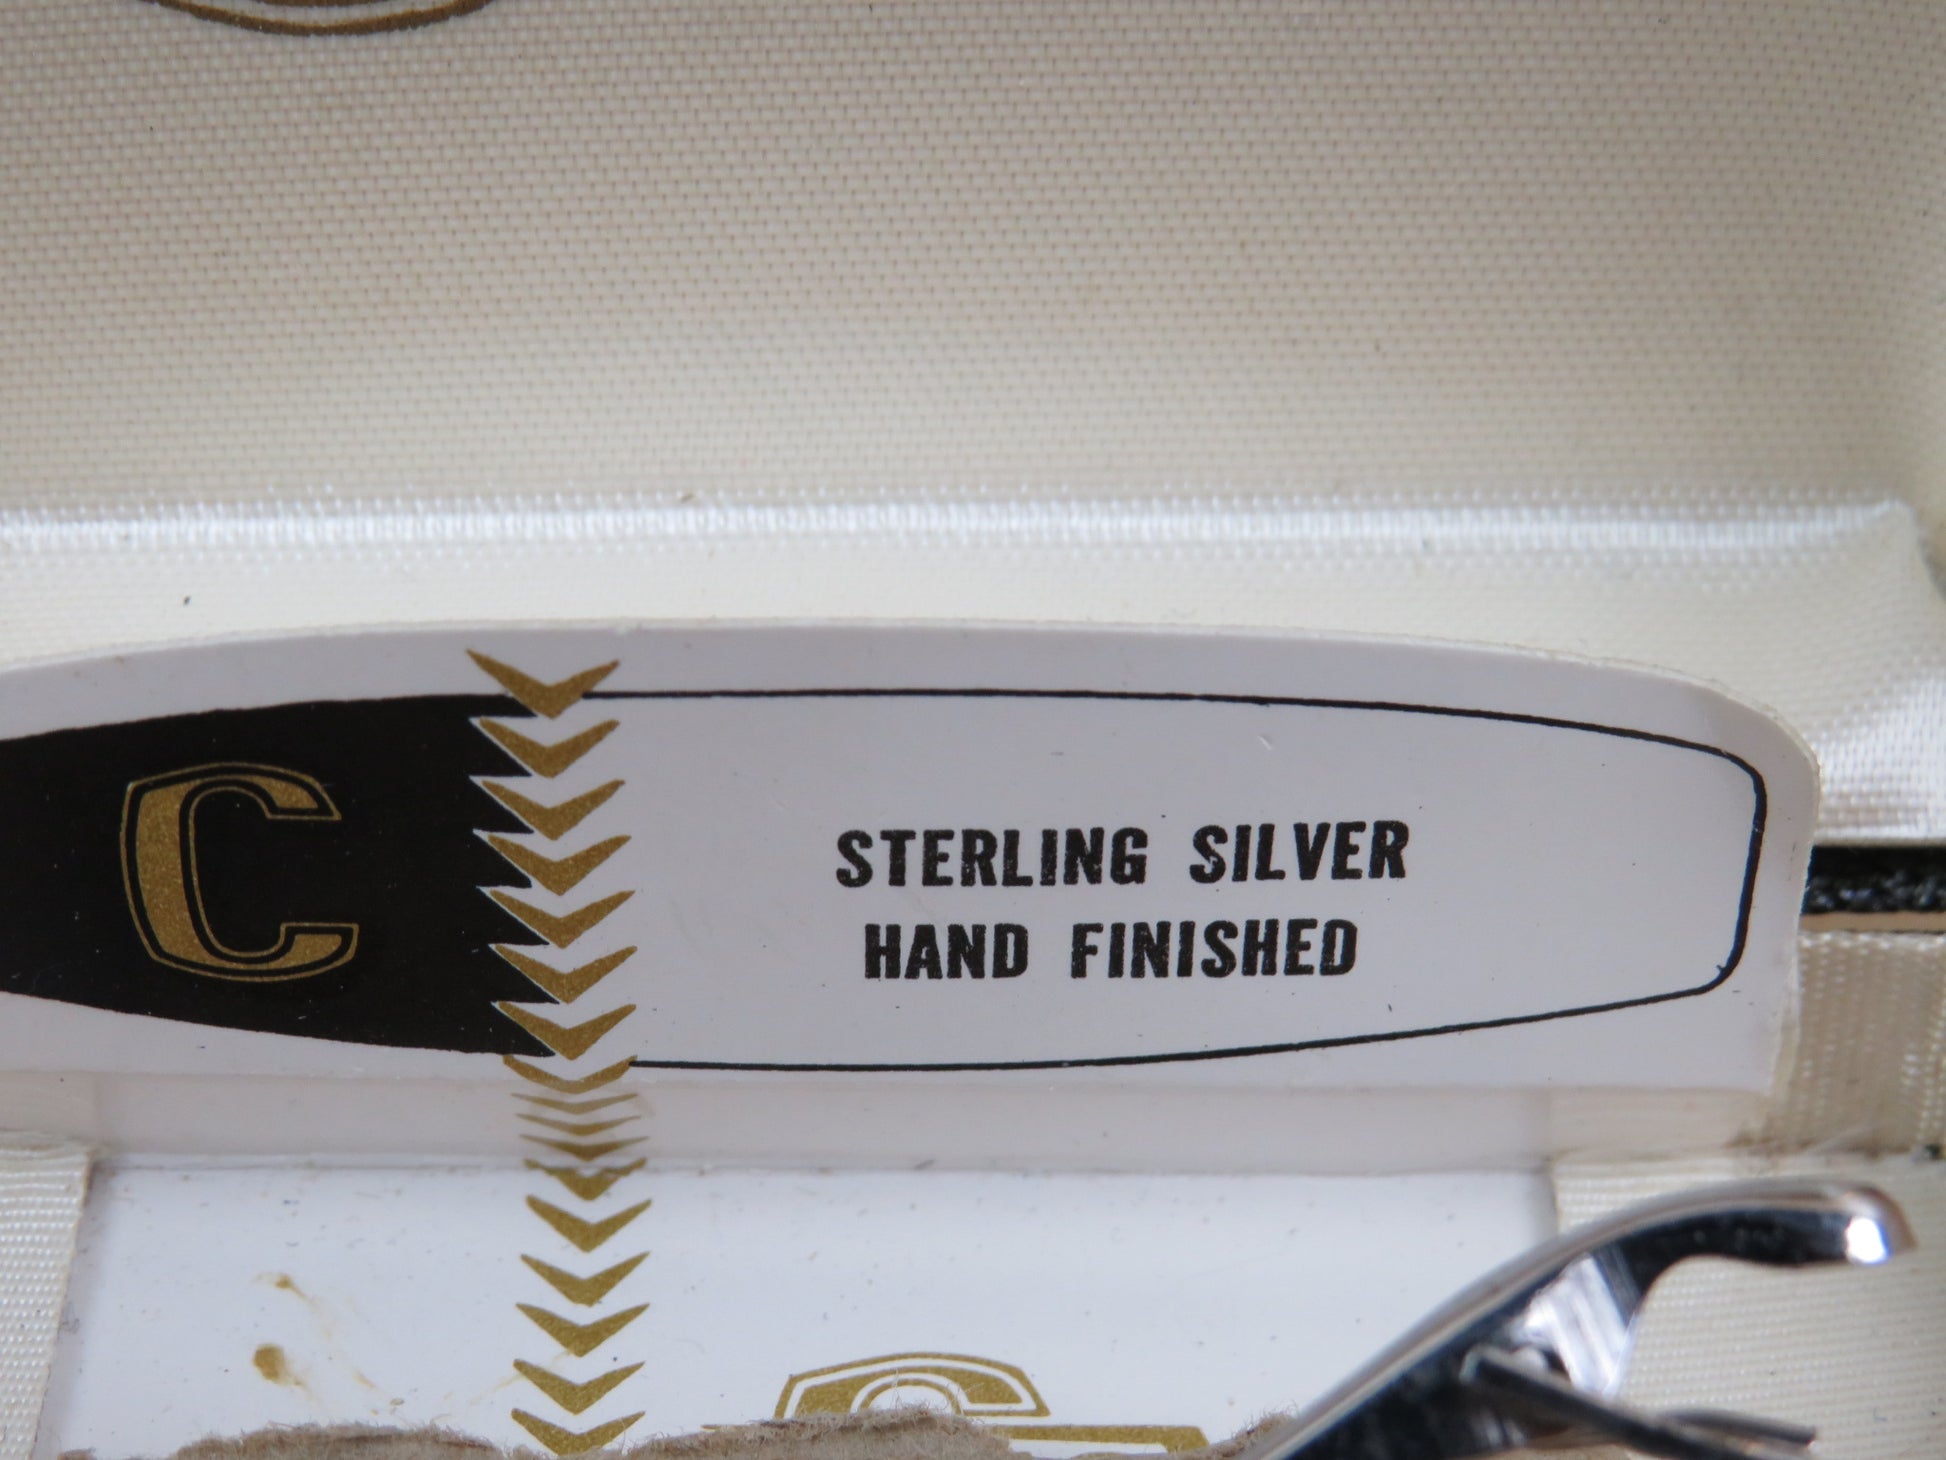 C
STERLING SILVER
HAND FINISHED